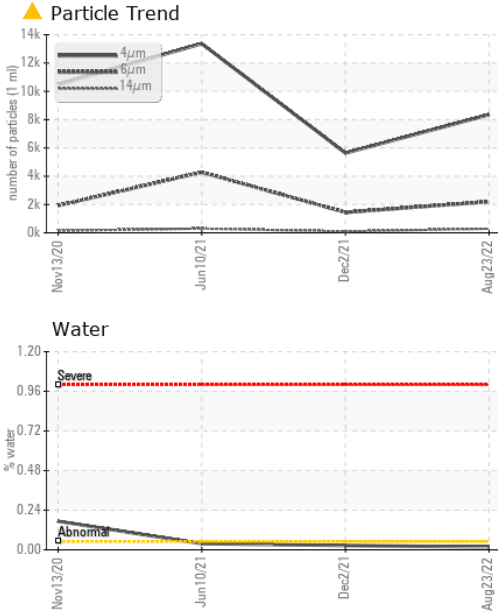 Particle Trend
number of particles (1 ml)
14k
12k
10k
8k
6k
4k
2k
0k
4µm
6µm
14µm
Nov13/20
Jun10/21
Dec2/21
Aug23/22
Water
% water
1.20
0.96
0.72
0.48
0.24
0.00
Severe
Abnormal
Nov13/20
Jun10/21
Dec2/21
Aug23/22